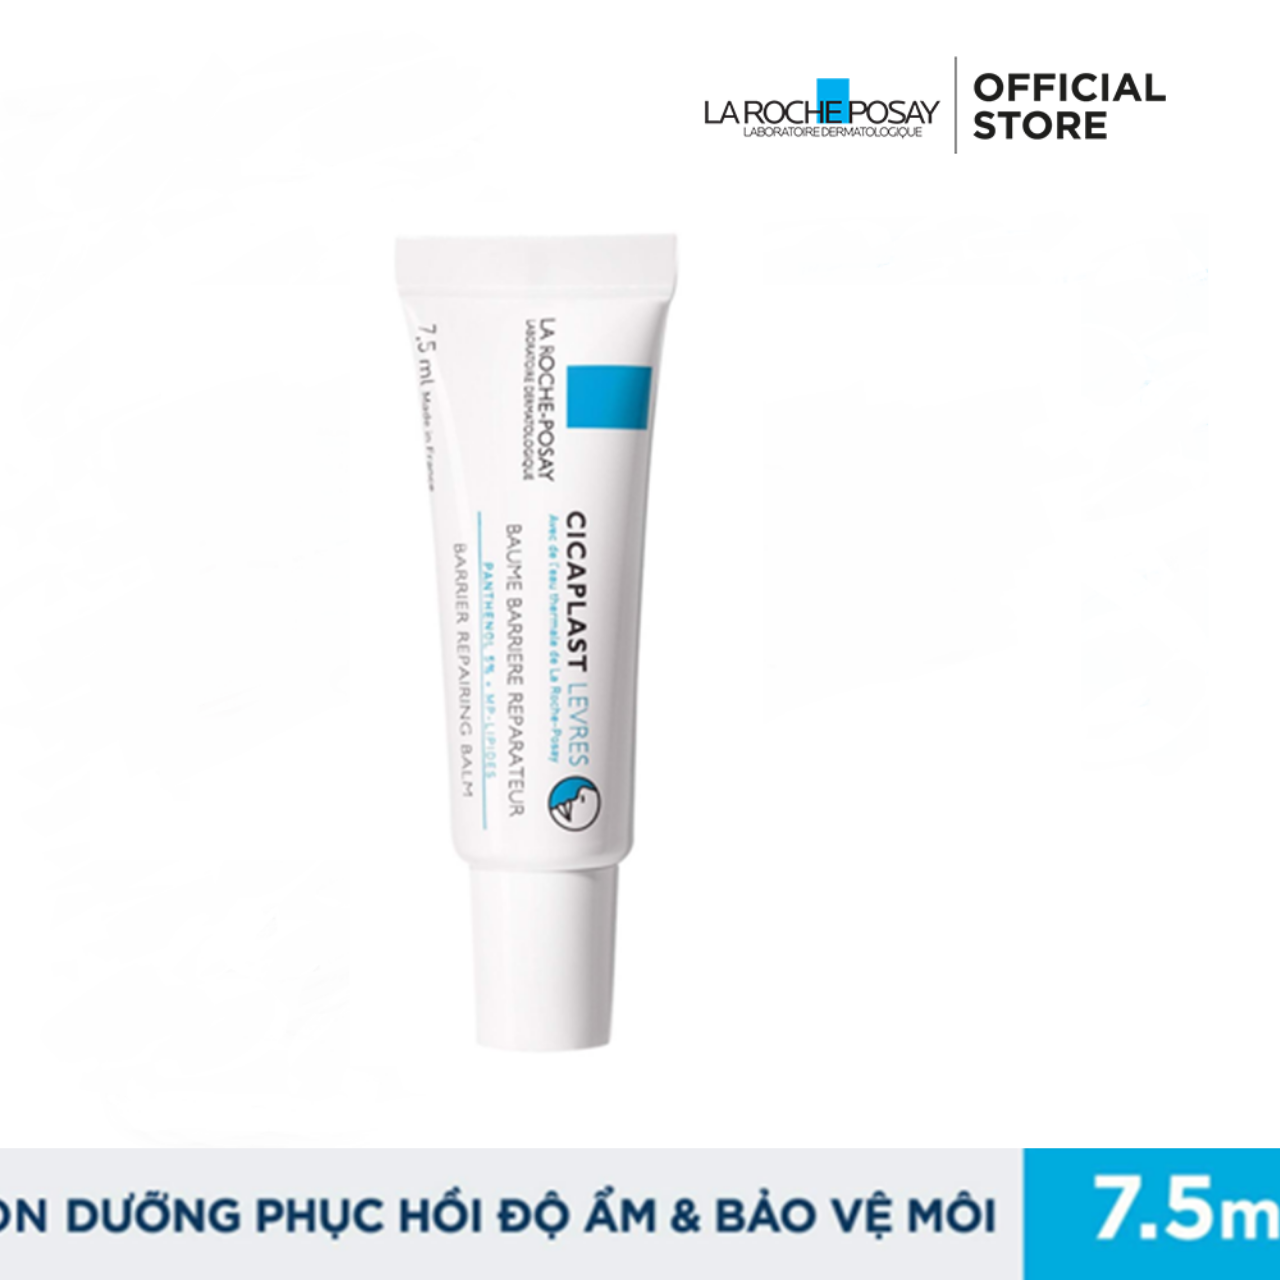 LA ROCHE POSAY
LABORATOIRE DERMATOLOGIQUE
OFFICIAL
STORE
LA ROCHE-POSAY
LABORATOIRE DERMATOLOGIQUE
7,5 ml Made in France
CICAPLAST LEVRES
Avec de l'eau thermale de La Roche-Posay
BAUME BARRIERE REPARATEUR
PANTHENOL 5% + MP-LIPIDES
BARRIER REPAIRING BALM
ON DƯỠNG PHỤC HỒI ĐỘ ẨM & BẢO VỆ MÔI
7.5m